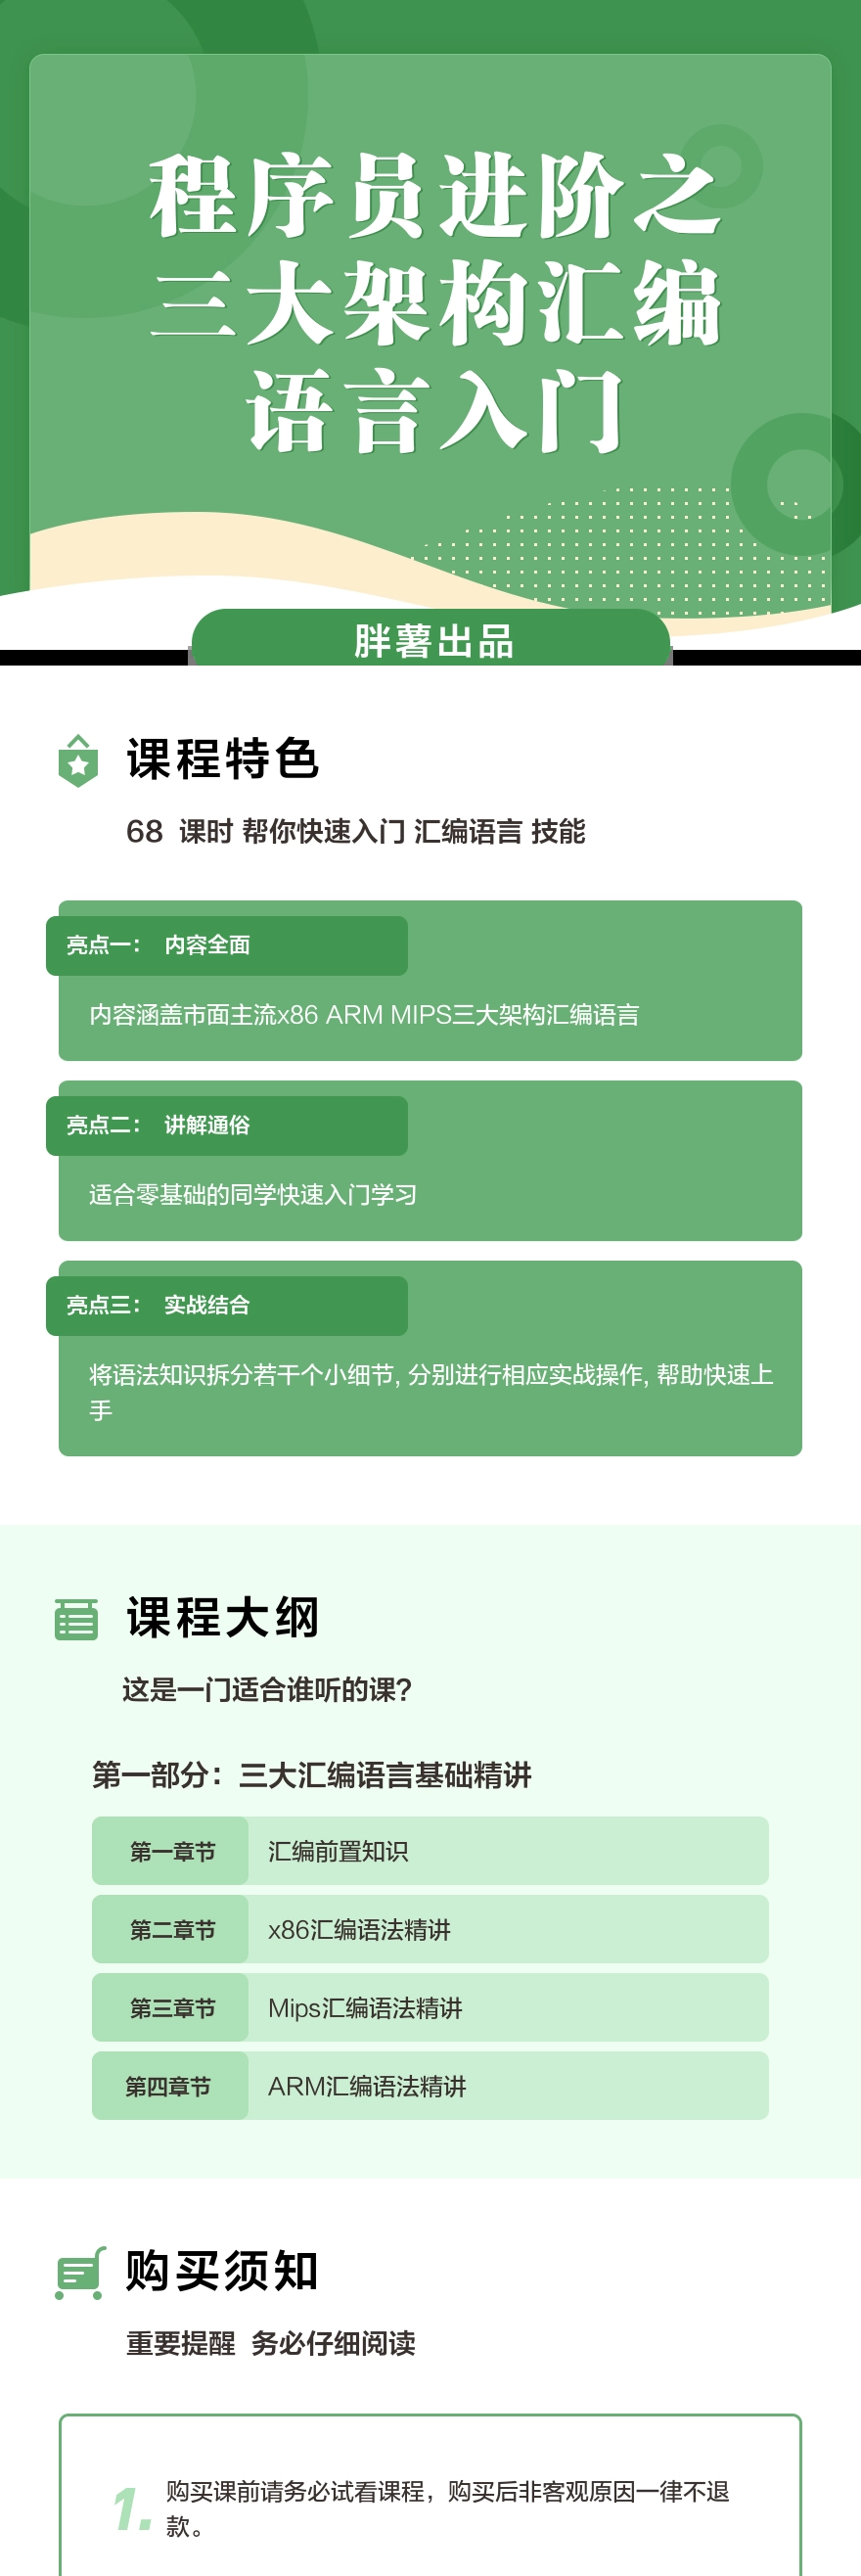 程序员进阶之
三大架构汇编
语言入门
胖薯出品
课程特色
68 课时 帮你快速入门 汇编语言 技能
亮点一： 内容全面
内容涵盖市面主流x86 ARM MIPS三大架构汇编语言
亮点二： 讲解通俗
适合零基础的同学快速入门学习
亮点三： 实战结合
将语法知识拆分若干个小细节, 分别进行相应实战操作, 帮助快速上
手
课程大纲
这是一门适合谁听的课?
第一部分：三大汇编语言基础精讲
第一章节 汇编前置知识
第二章节 x86汇编语法精讲
第三章节 Mips汇编语法精讲
第四章节 ARM汇编语法精讲
购买须知
重要提醒 务必仔细阅读
1. 购买课前请务必试看课程，购买后非客观原因一律不退
款。